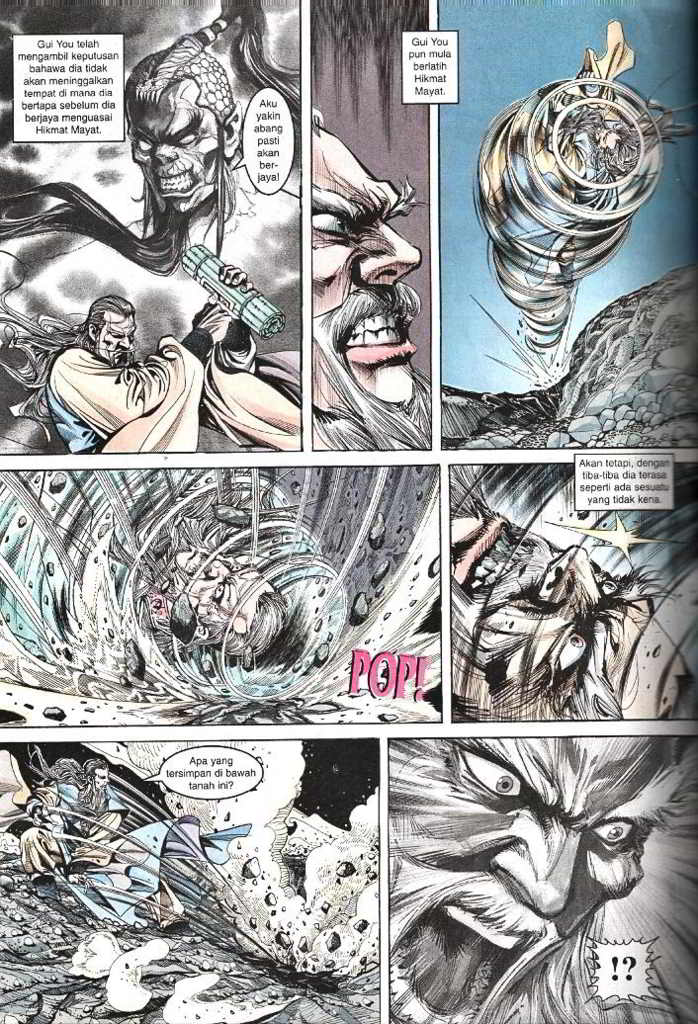 Gui You telah
mengambil keputusan
bahawa dia tidak
akan meninggalkan
tempat di mana dia
bertapa sebelum dia
berjaya menguasai
Hikmat Mayat.
Aku
yakin
abang
pasti
akan
ber-
jaya!
Gui You
pun mula
berlatih
Hikmat
Mayat.
POP!
Akan tetapi, dengan
tiba-tiba dia terasa
seperti ada sesuatu
yang tidak kena.
Apa yang
tersimpan di bawah
tanah ini?
!?